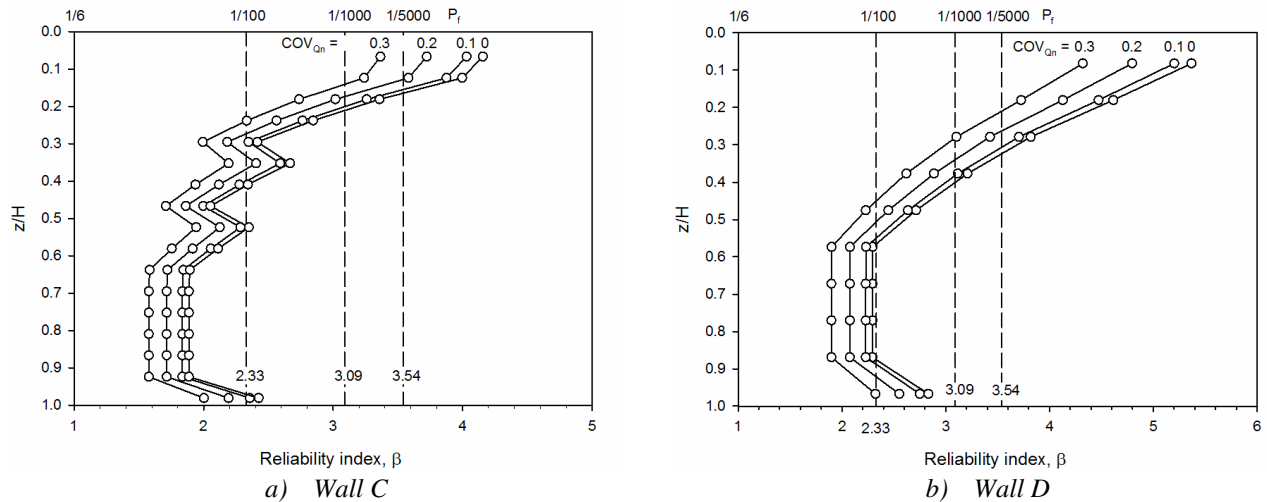 1/6 1/100 1/1000 1/5000 Pf
0.0
0.1
0.2
0.3
0.4
0.5
0.6
0.7
0.8
0.9
1.0
z/H
COVQn = 0.3 0.2 0.1 0
2.33 3.09 3.54
1 2 3 4 5
Reliability index, β
a) Wall C
1/6 1/100 1/1000 1/5000 Pf
0.0
0.1
0.2
0.3
0.4
0.5
0.6
0.7
0.8
0.9
1.0
z/H
COVQn = 0.3 0.2 0.1 0
3.09 3.54
1 2 2.33 3 4 5 6
Reliability index, β
b) Wall D